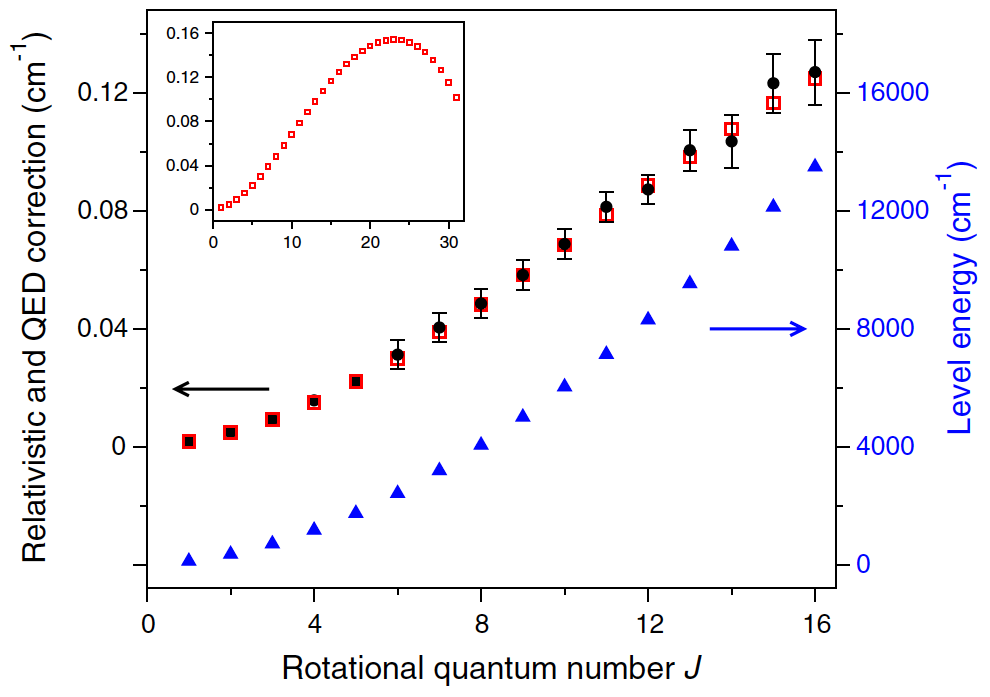 Relativistic and QED correction (cm⁻¹)
0.12
0.08
0.04
0
0.16
0.12
0.08
0.04
0
0 10 20 30
16000
12000
8000
4000
0
Level energy (cm⁻¹)
0 4 8 12 16
Rotational quantum number J